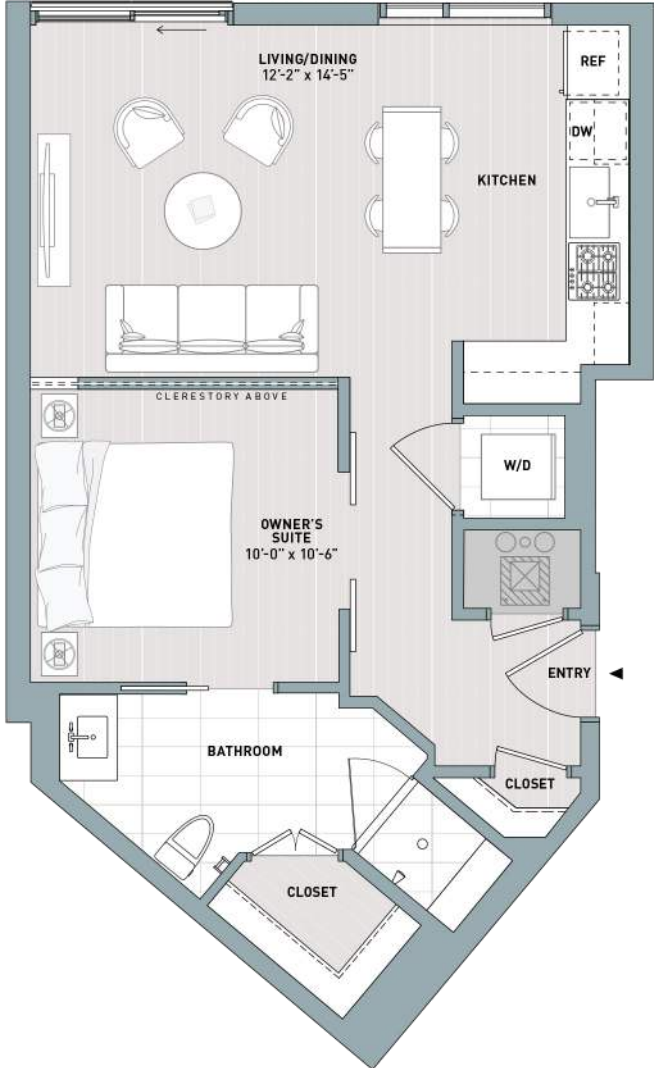 LIVING/DINING
12'-2" x 14'-5"
REF
DW
KITCHEN
CLERESTORY ABOVE
W/D
OWNER'S
SUITE
10'-0" x 10'-6"
ENTRY
BATHROOM
CLOSET
CLOSET